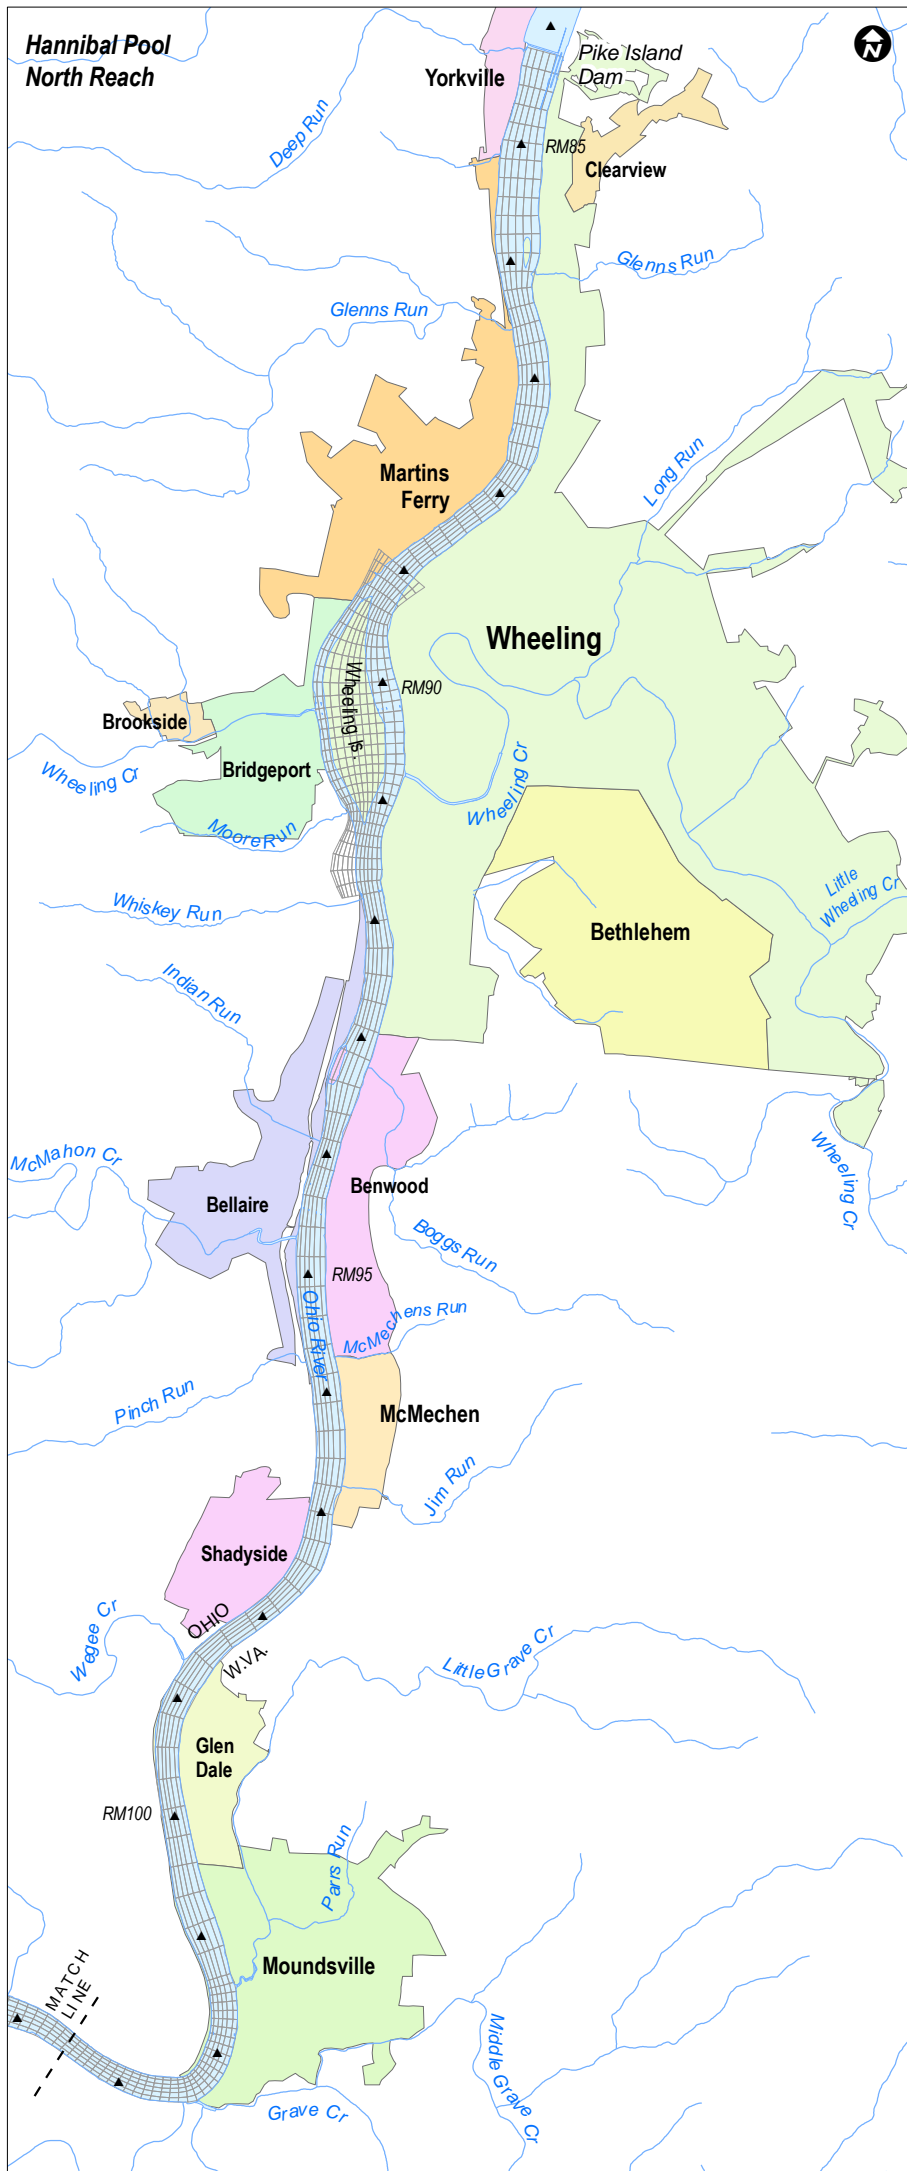 Hannibal Pool
North Reach
N
Pike Island
Dam
Yorkville
Deep Run
RM85
Clearview
Glenns Run
Glenns Run
Long Run
Martins
Ferry
Wheeling
Wheeling Is.
RM90
Brookside
Wheeling Cr
Bridgeport
Wheeling Cr
Moore Run
Little
Wheeling Cr
Whiskey Run
Bethlehem
Indian Run
McMahon Cr
Wheeling Cr
Bellaire
Benwood
Boggs Run
RM95
Ohio River
McMechens Run
Pinch Run
McMechen
Jim Run
Shadyside
Wegee Cr
OHIO
W.VA.
Little Grave Cr
Glen
Dale
RM100
Parrs Run
Moundsville
MATCH
LINE
Middle Grave Cr
Grave Cr